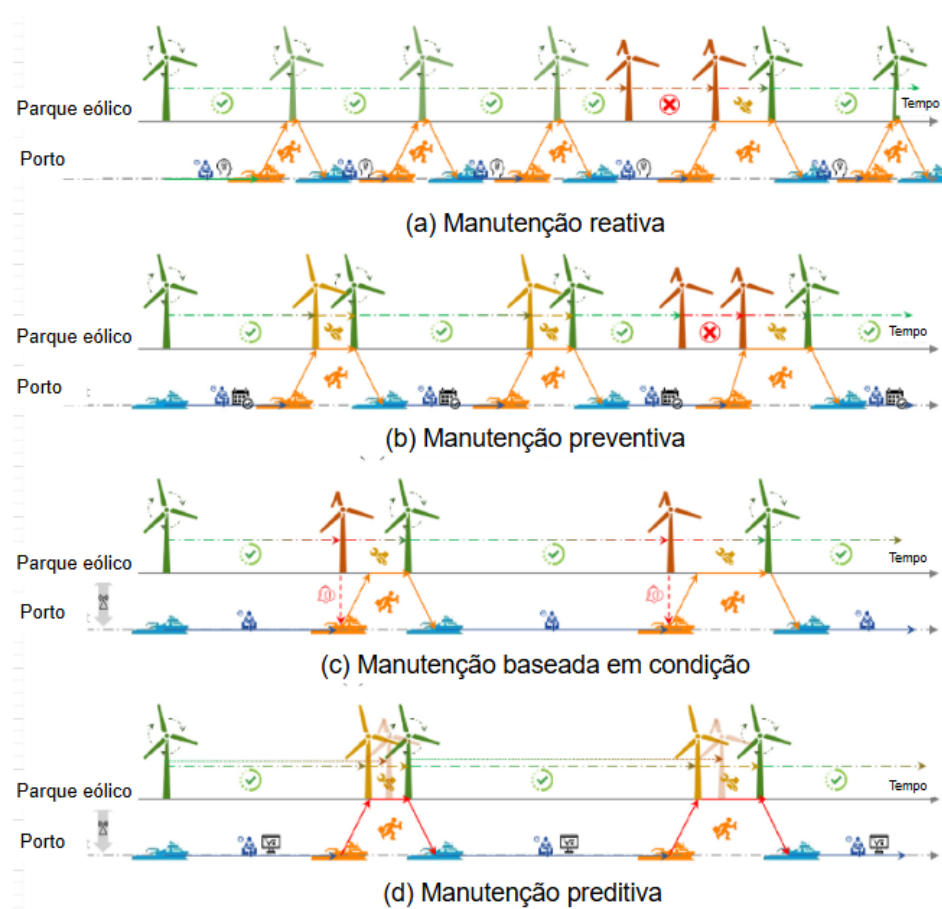 Parque eólico
Tempo
Porto
(a) Manutenção reativa
Parque eólico
Tempo
Porto
(b) Manutenção preventiva
Parque eólico
Tempo
Porto
(c) Manutenção baseada em condição
Parque eólico
Tempo
Porto
(d) Manutenção preditiva